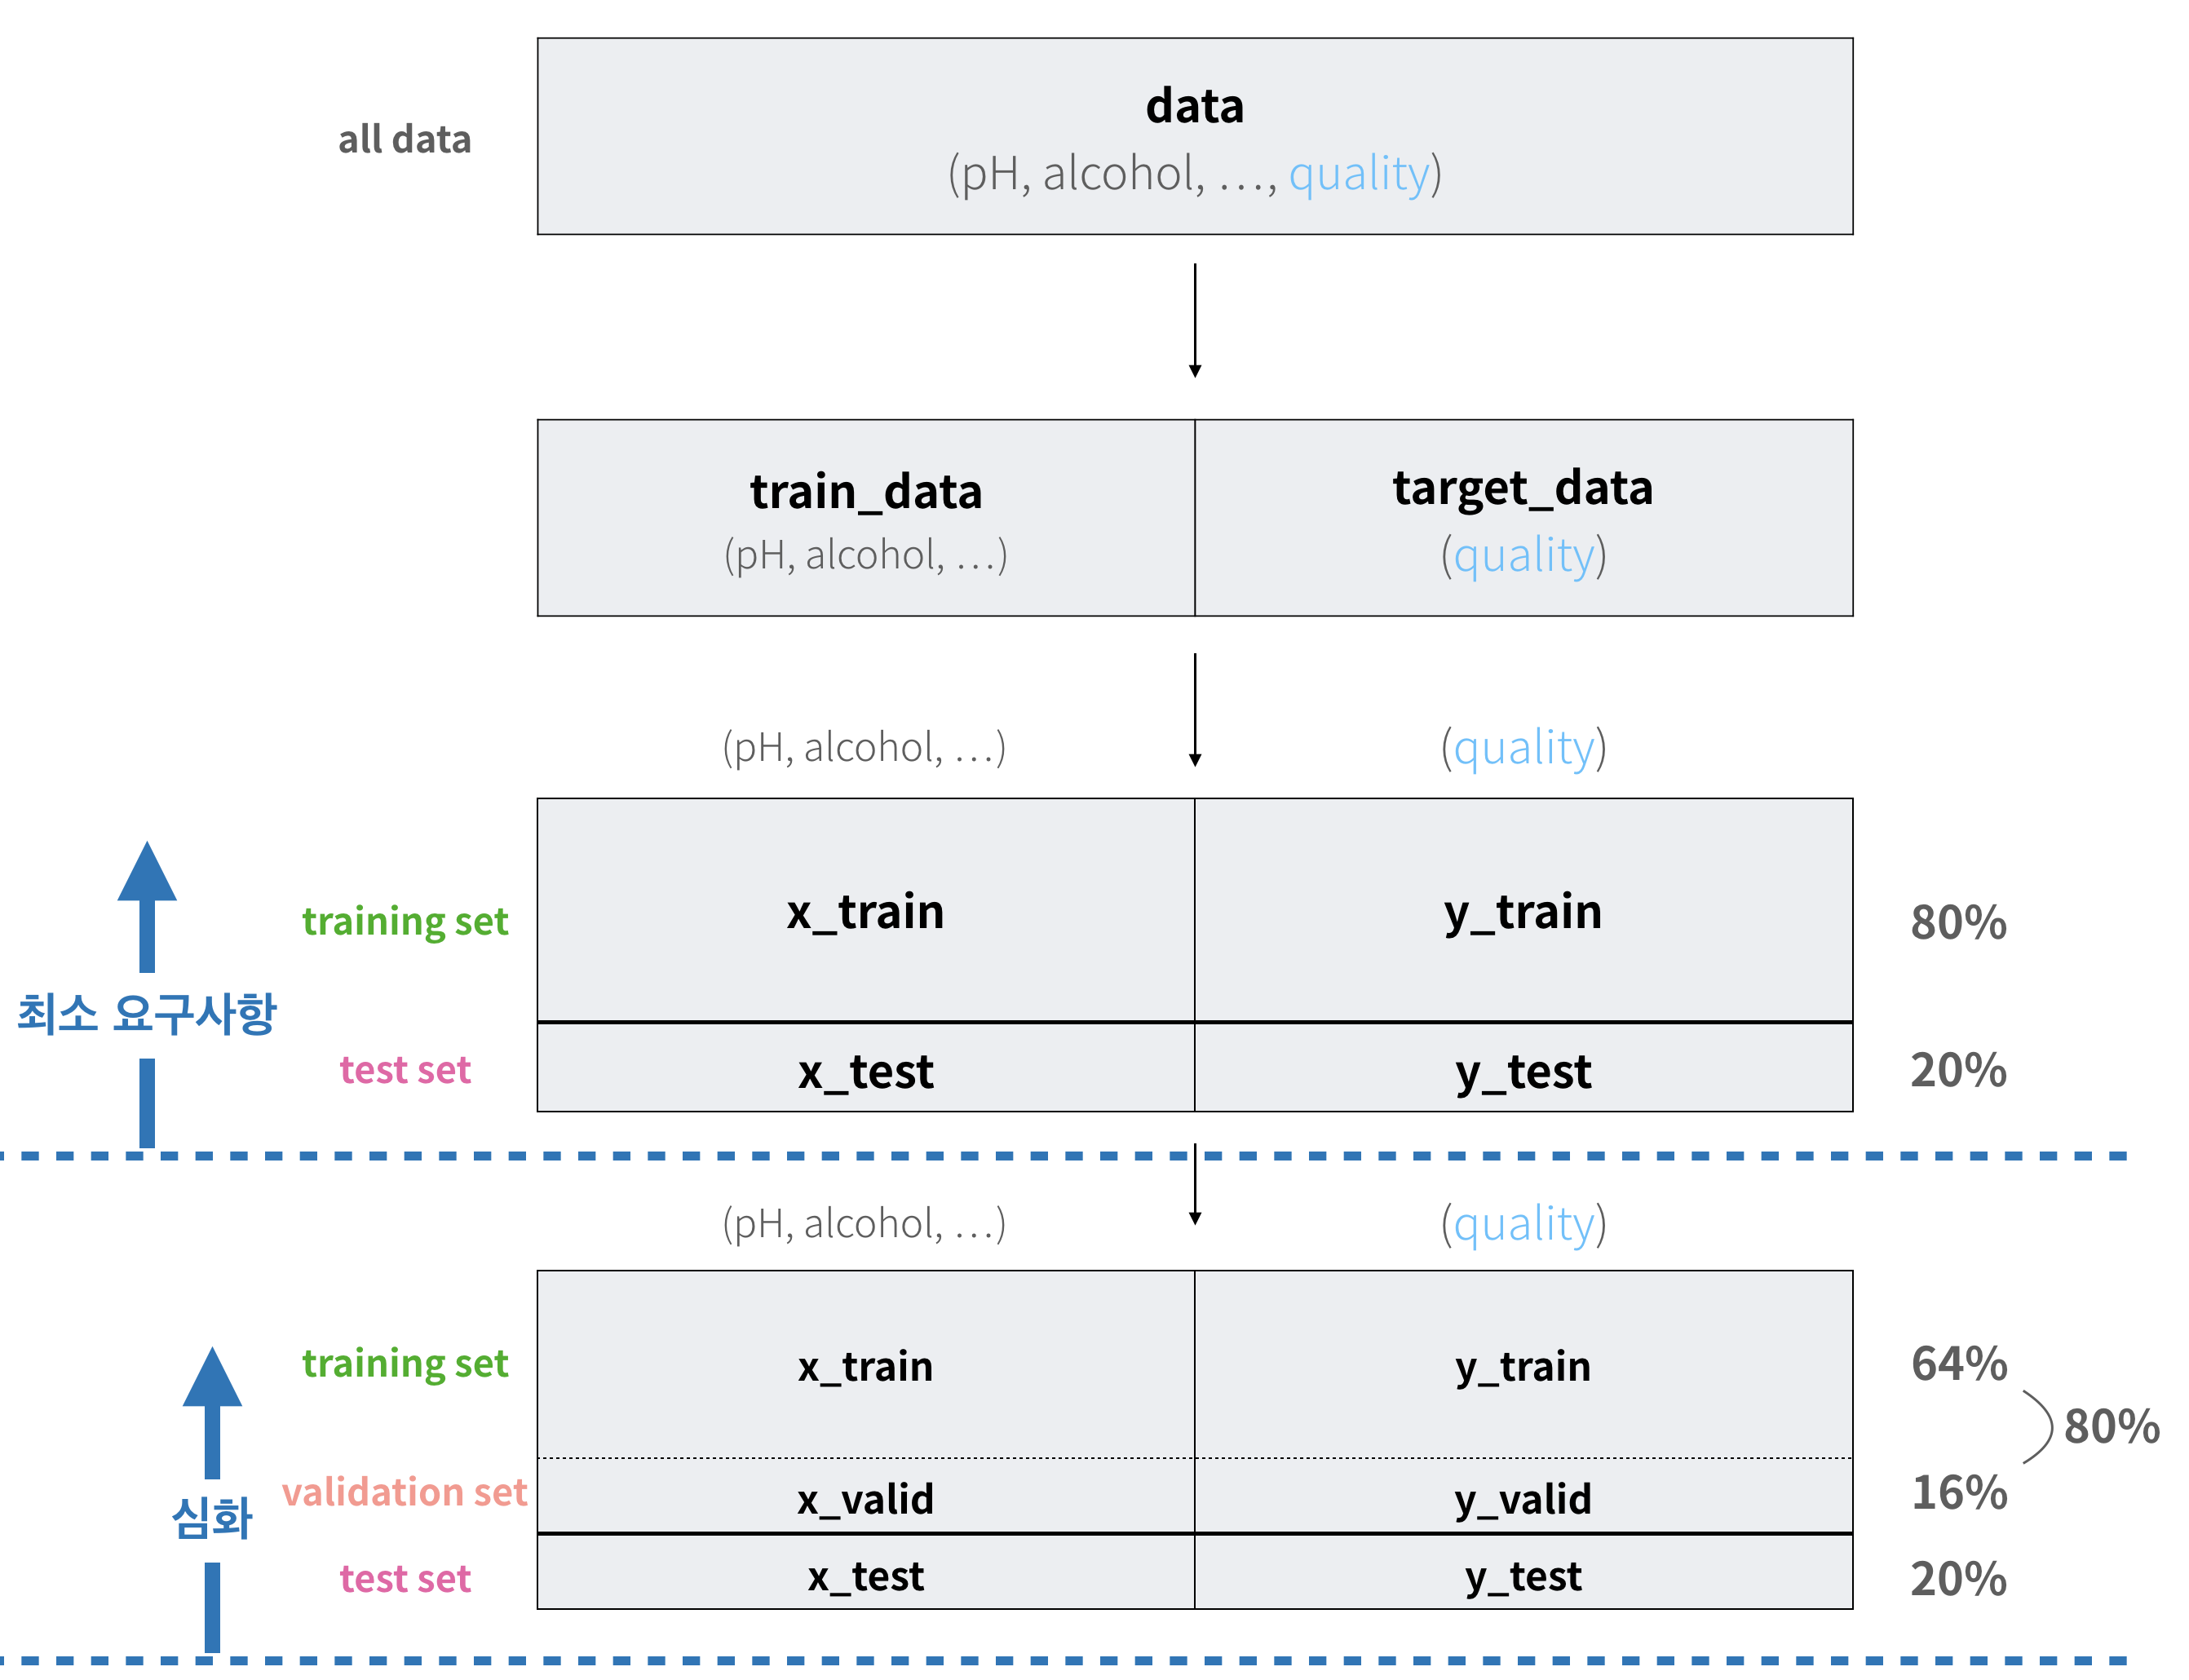 data
all data
(pH, alcohol, ..., quality)
train_data
target_data
(pH, alcohol, ...)
(quality)
(pH, alcohol, ...)
(quality)
training set
x_train
y_train
80%
최소 요구사항
test set
x_test
y_test
20%
(pH, alcohol, ...)
(quality)
training set
x_train
y_train
64%
80%
validation set
x_valid
y_valid
16%
심화
test set
x_test
y_test
20%